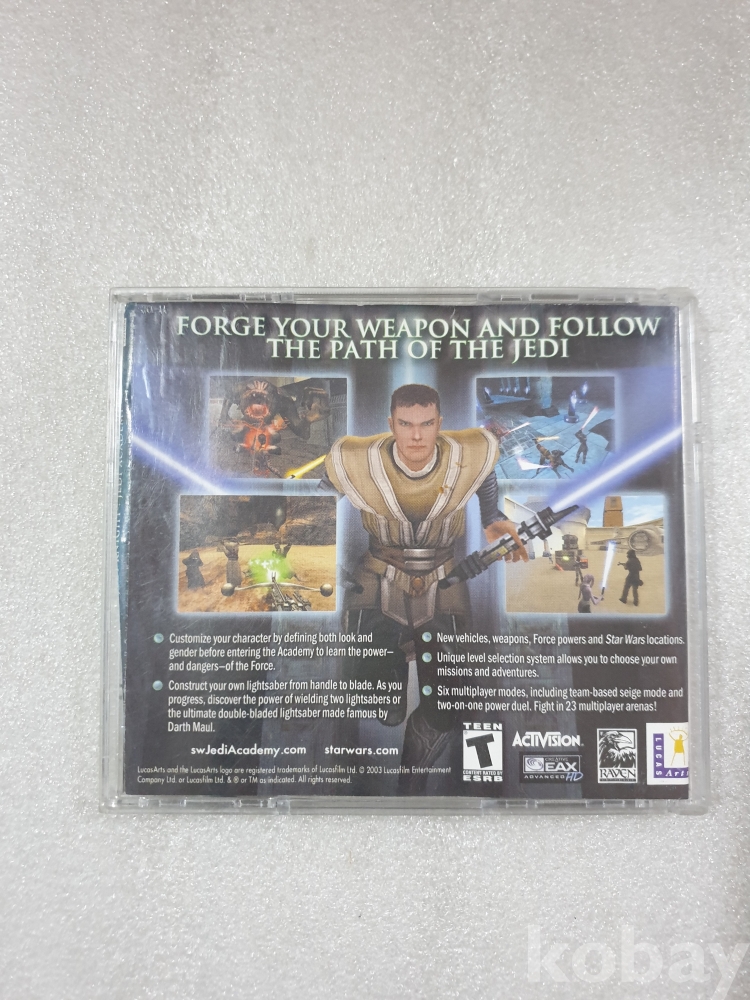 FORGE YOUR WEAPON AND FOLLOW
THE PATH OF THE JEDI
Customize your character by defining both look and
gender before entering the Academy to learn the power—
and dangers—of the Force.
Construct your own lightsaber from handle to blade. As you
progress, discover the power of wielding two lightsabers or
the ultimate double-bladed lightsaber made famous by
Darth Maul.
New vehicles, weapons, Force powers and Star Wars locations.
Unique level selection system allows you to choose your own
missions and adventures.
Six multiplayer modes, including team-based seige mode and
two-on-one power duel. Fight in 23 multiplayer arenas!
swJediAcademy.com starwars.com
TEEN
T
CONTENT RATED BY
ESRB
ACTIVISION
CREATIVE
EAX
ADVANCED HD
RAVEN
LUCAS
Arts
LucasArts and the LucasArts logo are registered trademarks of Lucasfilm Ltd. © 2003 Lucasfilm Entertainment
Company Ltd. or Lucasfilm Ltd. & ® or TM as indicated. All rights reserved.
kobay